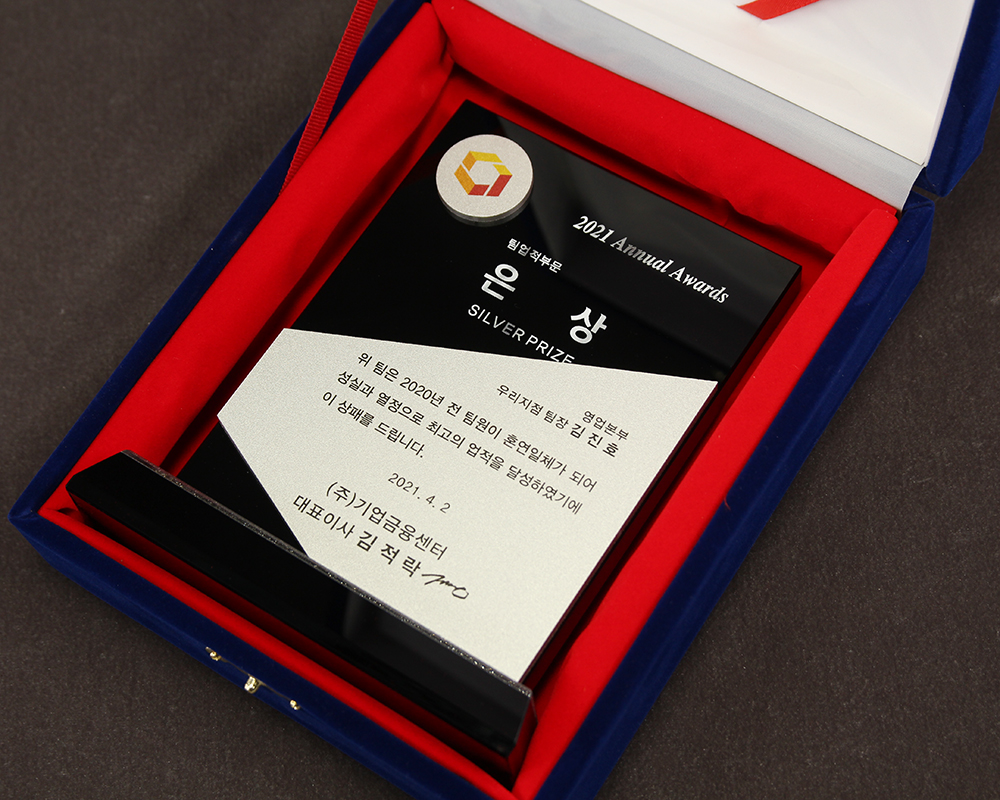 2021 Annual Awards
팀업적부문
은 상
SILVER PRIZE
영업본부
우리지점 팀장 김 진 호
위 팀은 2020년 전 팀원이 혼연일체가 되어
성실과 열정으로 최고의 업적을 달성하였기에
이 상패를 드립니다.
2021. 4. 2
(주)기업금융센터
대표이사 김 적 락